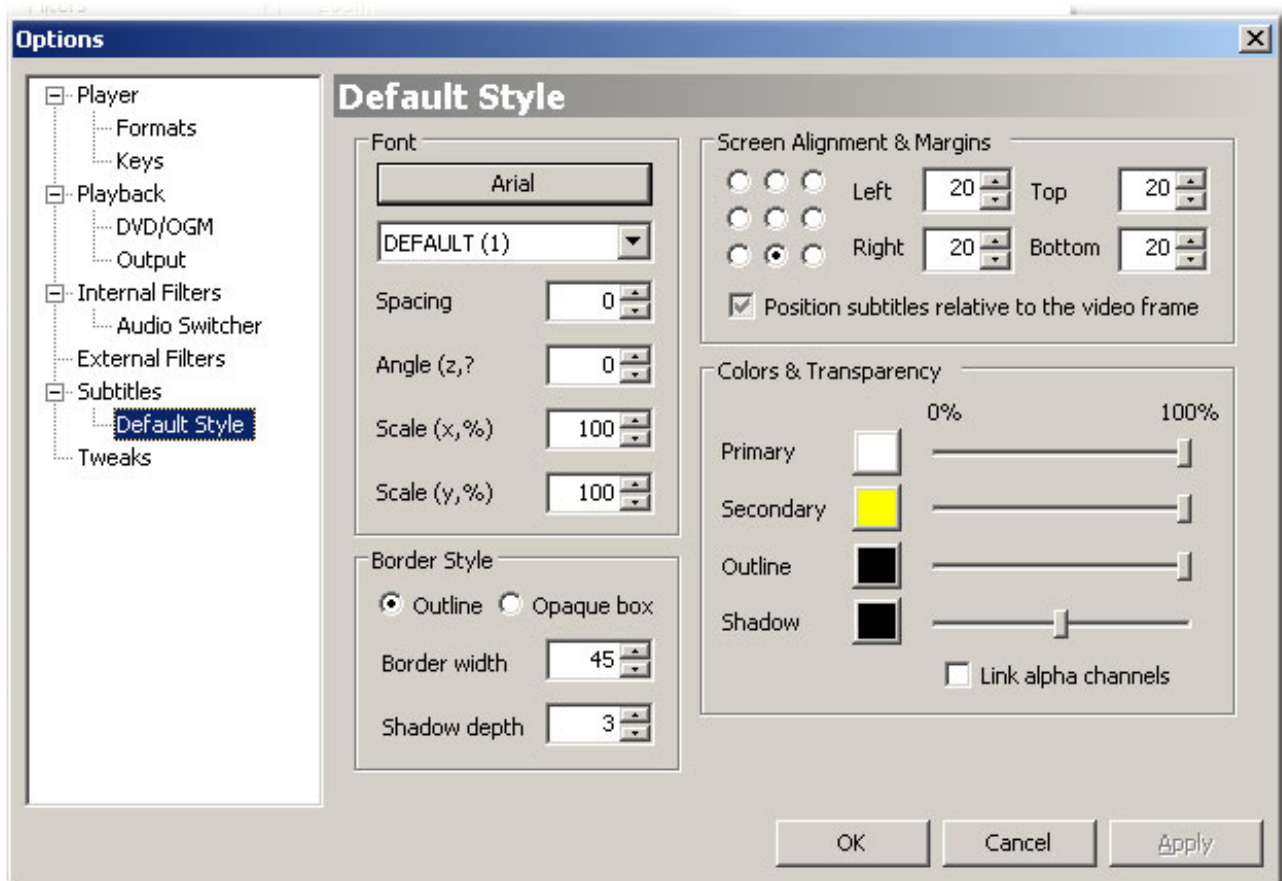 Options
Player
Formats
Keys
Playback
DVD/OGM
Output
Internal Filters
Audio Switcher
External Filters
Subtitles
Default Style
Tweaks
Default Style
Font
Arial
DEFAULT (1)
Spacing 0
Angle (z,? 0
Scale (x,%) 100
Scale (y,%) 100
Border Style
Outline Opaque box
Border width 45
Shadow depth 3
Screen Alignment & Margins
Left 20 Top 20
Right 20 Bottom 20
Position subtitles relative to the video frame
Colors & Transparency
0% 100%
Primary
Secondary
Outline
Shadow
Link alpha channels
OK Cancel Apply